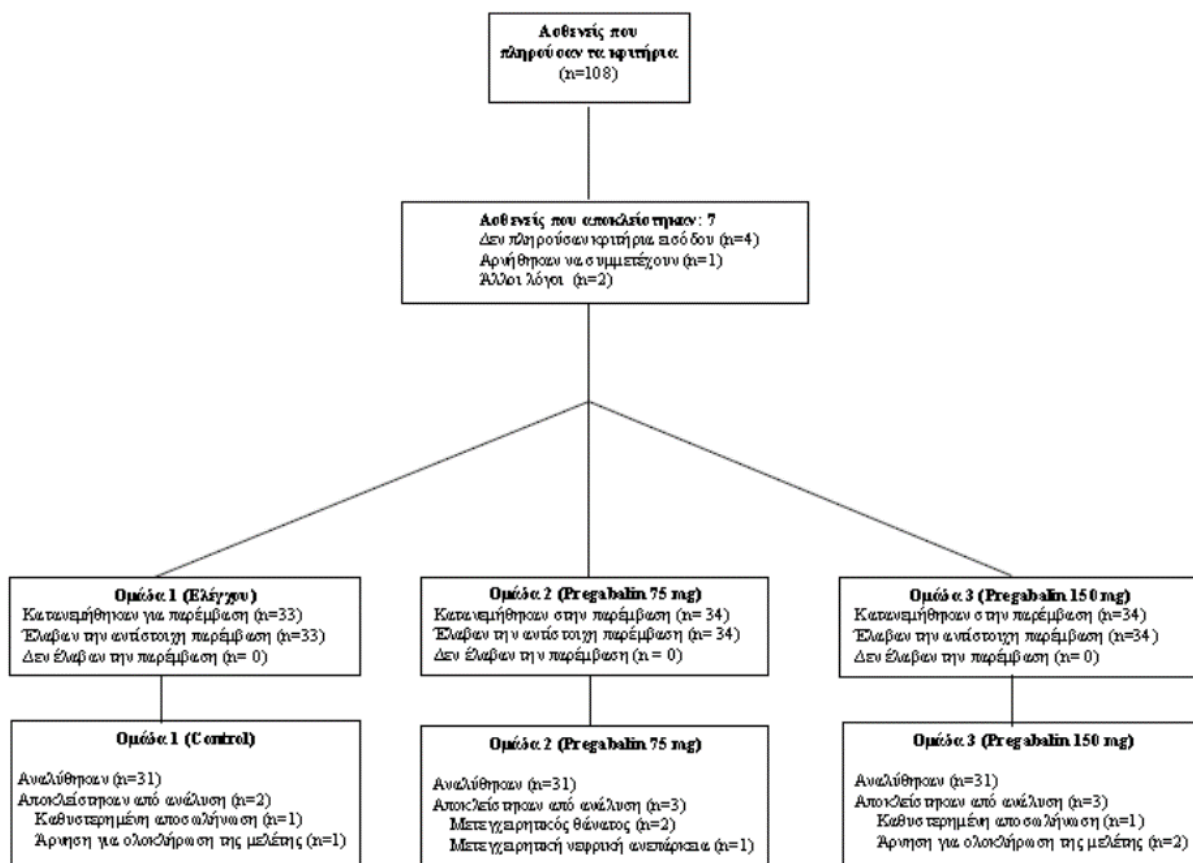 Ασθενείς που
πληρούσαν τα κριτήρια
(n=108)
Ασθενείς που αποκλείστηκαν: 7
Δεν πληρούσαν κριτήρια εισόδου (n=4)
Αρνήθηκαν να συμμετέχουν (n=1)
Άλλοι λόγοι (n=2)
Ομάδα 1 (Ελέγχου)
Κατανεμήθηκαν για παρέμβαση (n=33)
Έλαβαν την αντίστοιχη παρέμβαση (n=33)
Δεν έλαβαν την παρέμβαση (n= 0)
Ομάδα 2 (Pregabalin 75 mg)
Κατανεμήθηκαν στην παρέμβαση (n= 34)
Έλαβαν την αντίστοιχη παρέμβαση (n= 34)
Δεν έλαβαν την παρέμβαση (n = 0)
Ομάδα 3 (Pregabalin 150 mg)
Κατανεμήθηκαν στην παρέμβαση (n=34)
Έλαβαν την αντίστοιχη παρέμβαση (n=34)
Δεν έλαβαν την παρέμβαση (n= 0)
Ομάδα 1 (Control)
Αναλύθηκαν (n=31)
Αποκλείστηκαν από ανάλυση (n=2)
Καθυστερημένη αποσωλήνωση (n=1)
Άρνηση για ολοκλήρωση της μελέτης (n=1)
Ομάδα 2 (Pregabalin 75 mg)
Αναλύθηκαν (n=31)
Αποκλείστηκαν από ανάλυση (n=3)
Μετεγχειρητικός θάνατος (n=2)
Μετεγχειρητική νεφρική ανεπάρκεια (n=1)
Ομάδα 3 (Pregabalin 150 mg)
Αναλύθηκαν (n=31)
Αποκλείστηκαν από ανάλυση (n=3)
Καθυστερημένη αποσωλήνωση (n=1)
Άρνηση για ολοκλήρωση της μελέτης (n=2)